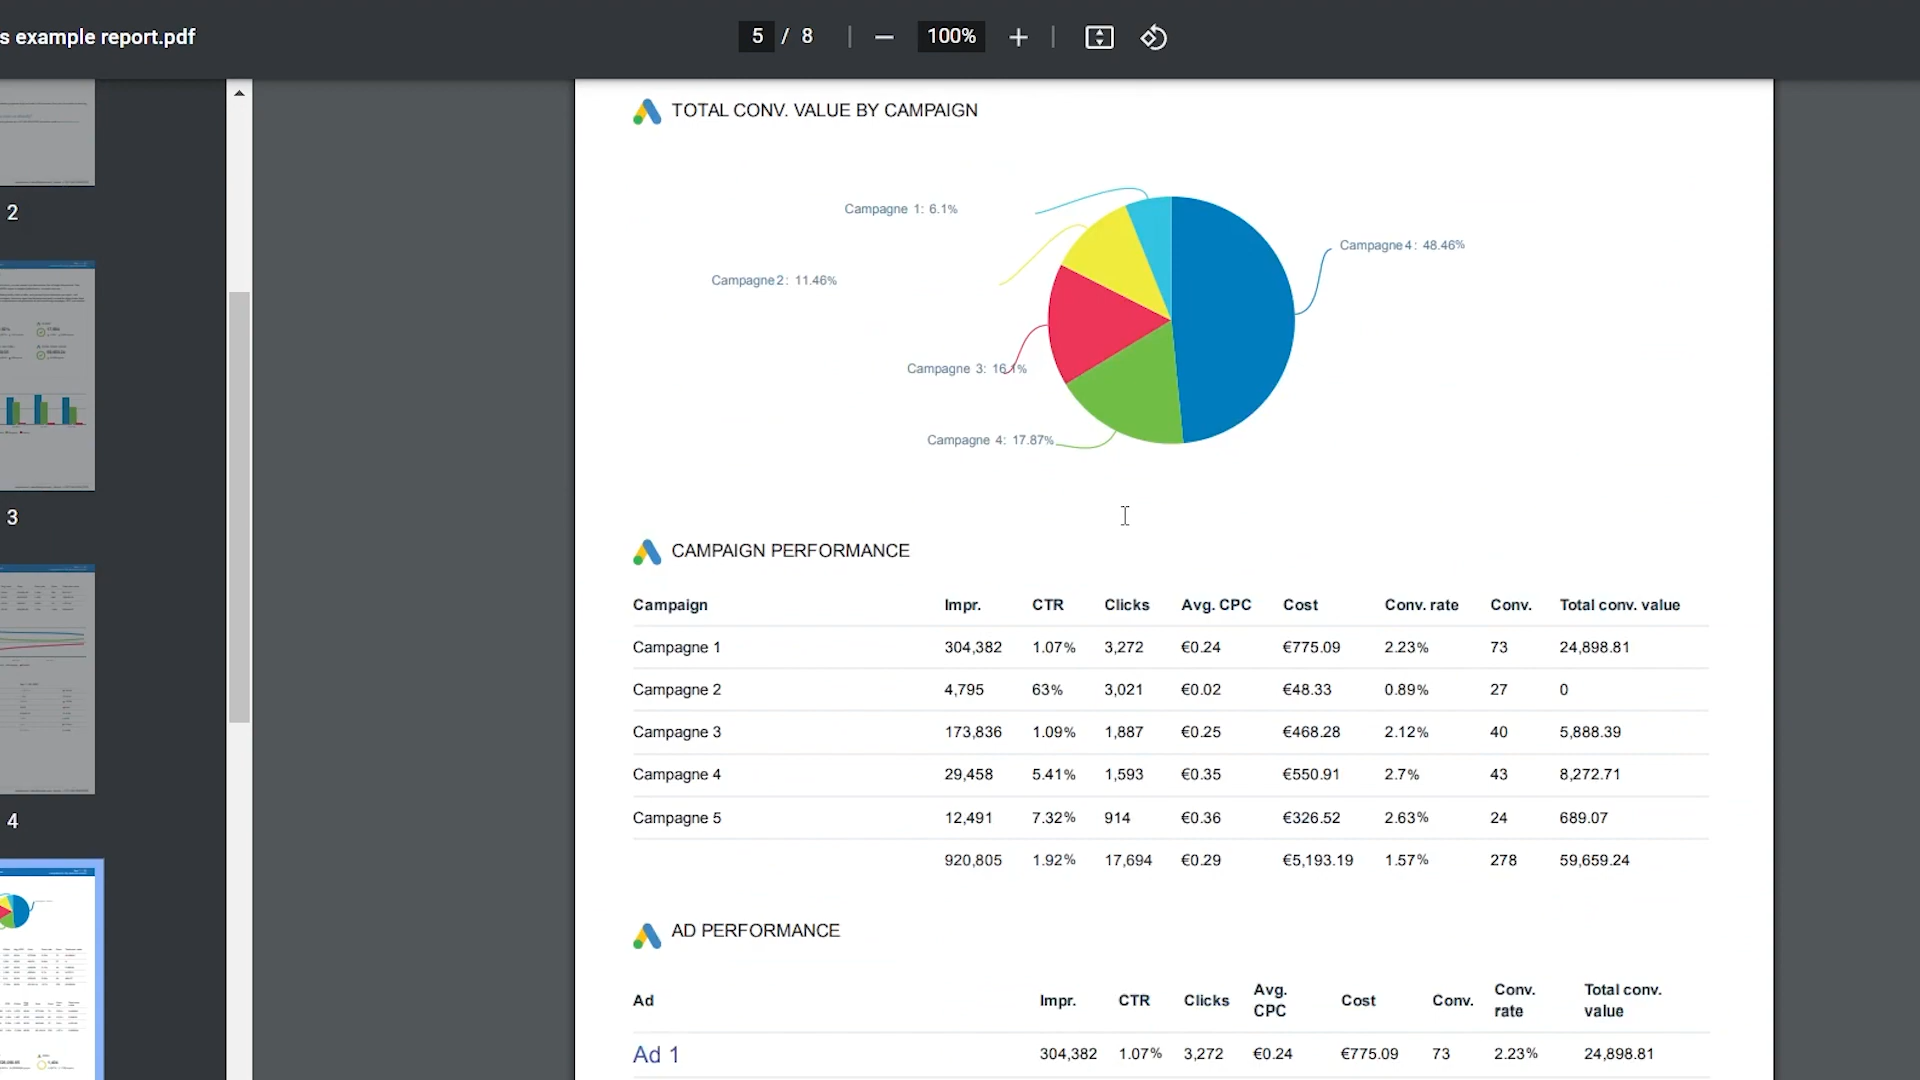 s example report.pdf
5 / 8
100%
2
3
4
TOTAL CONV. VALUE BY CAMPAIGN
Campagne 1: 6.1%
Campagne 4: 48.46%
Campagne 2: 11.46%
Campagne 3: 16.1%
Campagne 4: 17.87%
CAMPAIGN PERFORMANCE
Campaign Impr. CTR Clicks Avg. CPC Cost Conv. rate Conv. Total conv. value
Campagne 1 304,382 1.07% 3,272 €0.24 €775.09 2.23% 73 24,898.81
Campagne 2 4,795 63% 3,021 €0.02 €48.33 0.89% 27 0
Campagne 3 173,836 1.09% 1,887 €0.25 €468.28 2.12% 40 5,888.39
Campagne 4 29,458 5.41% 1,593 €0.35 €550.91 2.7% 43 8,272.71
Campagne 5 12,491 7.32% 914 €0.36 €326.52 2.63% 24 689.07
920,805 1.92% 17,694 €0.29 €5,193.19 1.57% 278 59,659.24
AD PERFORMANCE
Ad Impr. CTR Clicks Avg. CPC Cost Conv. Conv. rate Total conv. value
Ad 1 304,382 1.07% 3,272 €0.24 €775.09 73 2.23% 24,898.81